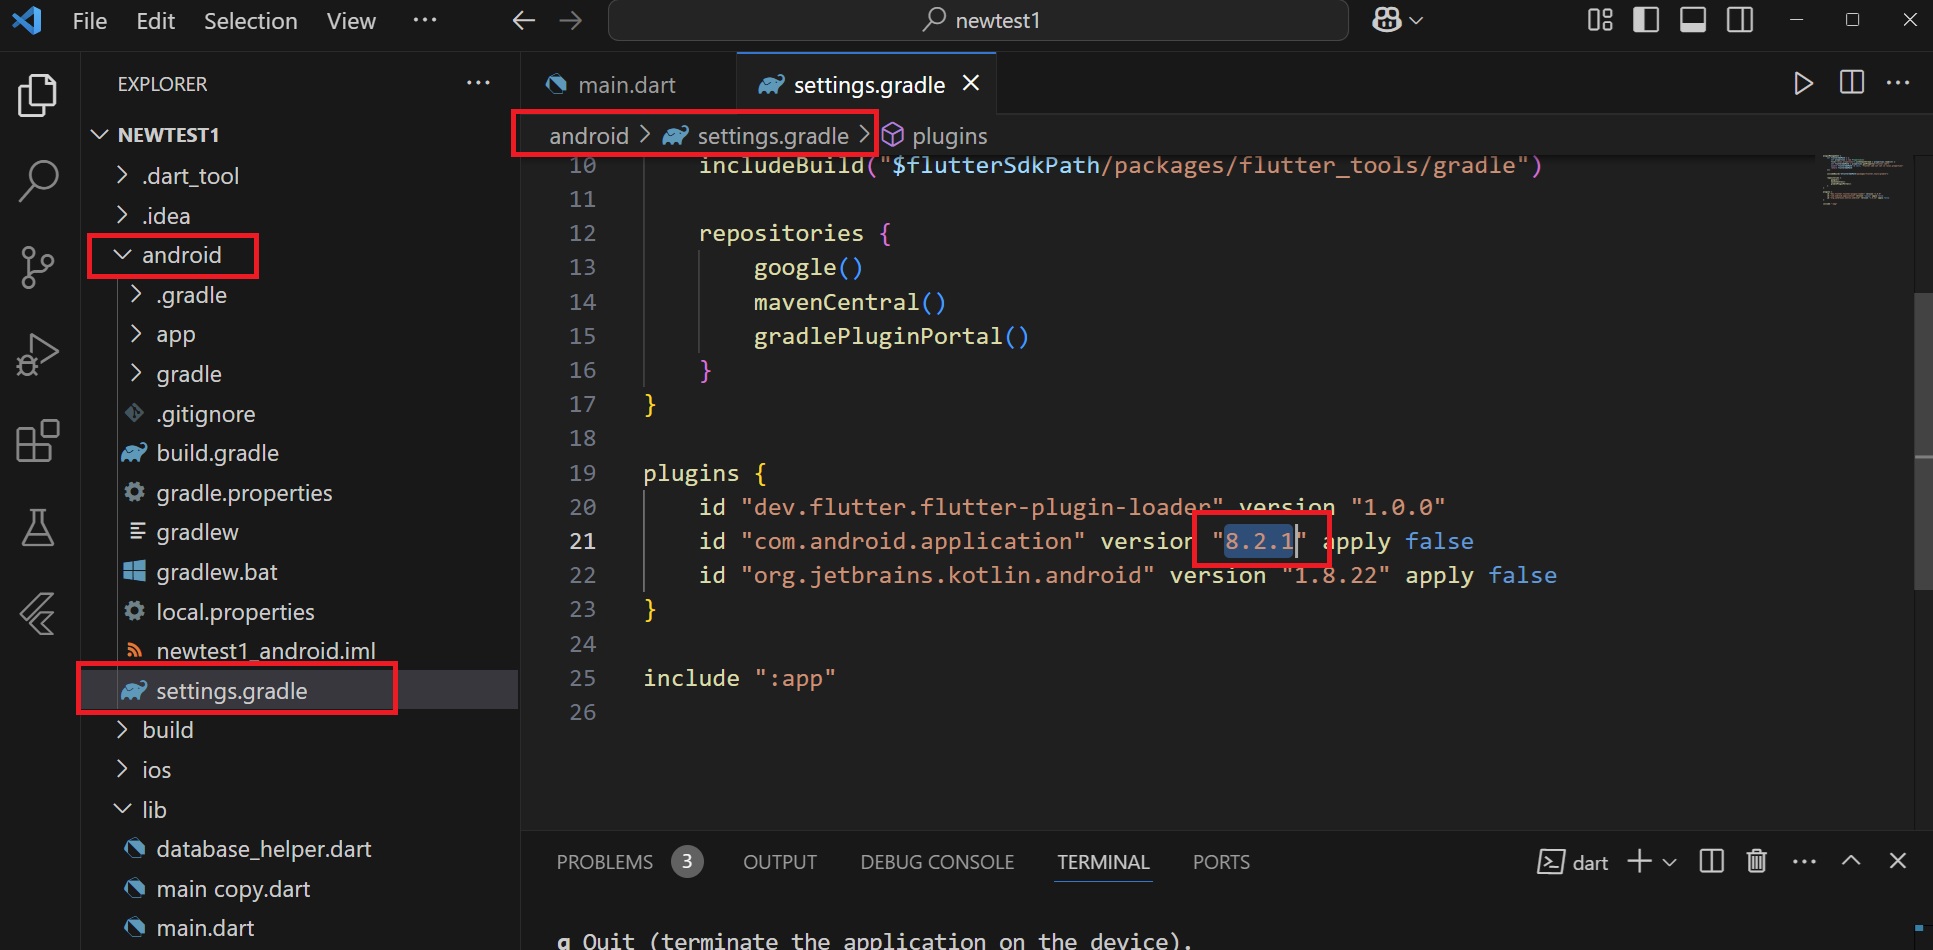 File Edit Selection View ···
newtest1
EXPLORER ···
NEWTEST1
.dart_tool
.idea
android
.gradle
app
gradle
.gitignore
build.gradle
gradle.properties
gradlew
gradlew.bat
local.properties
newtest1_android.iml
settings.gradle
build
ios
lib
database_helper.dart
main copy.dart
main.dart
main.dart settings.gradle
android > settings.gradle > plugins
10 includeBuild("$flutterSdkPath/packages/flutter_tools/gradle")
11
12 repositories {
13 google()
14 mavenCentral()
15 gradlePluginPortal()
16 }
17 }
18
19 plugins {
20 id "dev.flutter.flutter-plugin-loader" version "1.0.0"
21 id "com.android.application" version "8.2.1" apply false
22 id "org.jetbrains.kotlin.android" version "1.8.22" apply false
23 }
24
25 include ":app"
26
PROBLEMS 3 OUTPUT DEBUG CONSOLE TERMINAL PORTS dart
q Quit (terminate the application on the device).